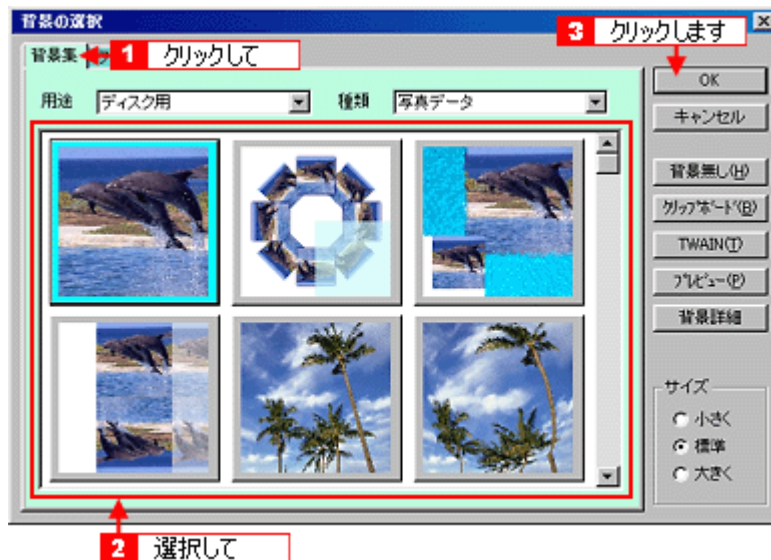 背景の選択
3 クリックします
背景集
1 クリックして
用途 ディスク用 種類 写真データ
OK
キャンセル
背景無し(H)
クリップボード(B)
TWAIN(T)
プレビュー(P)
背景詳細
サイズ
小さく
標準
大きく
2 選択して